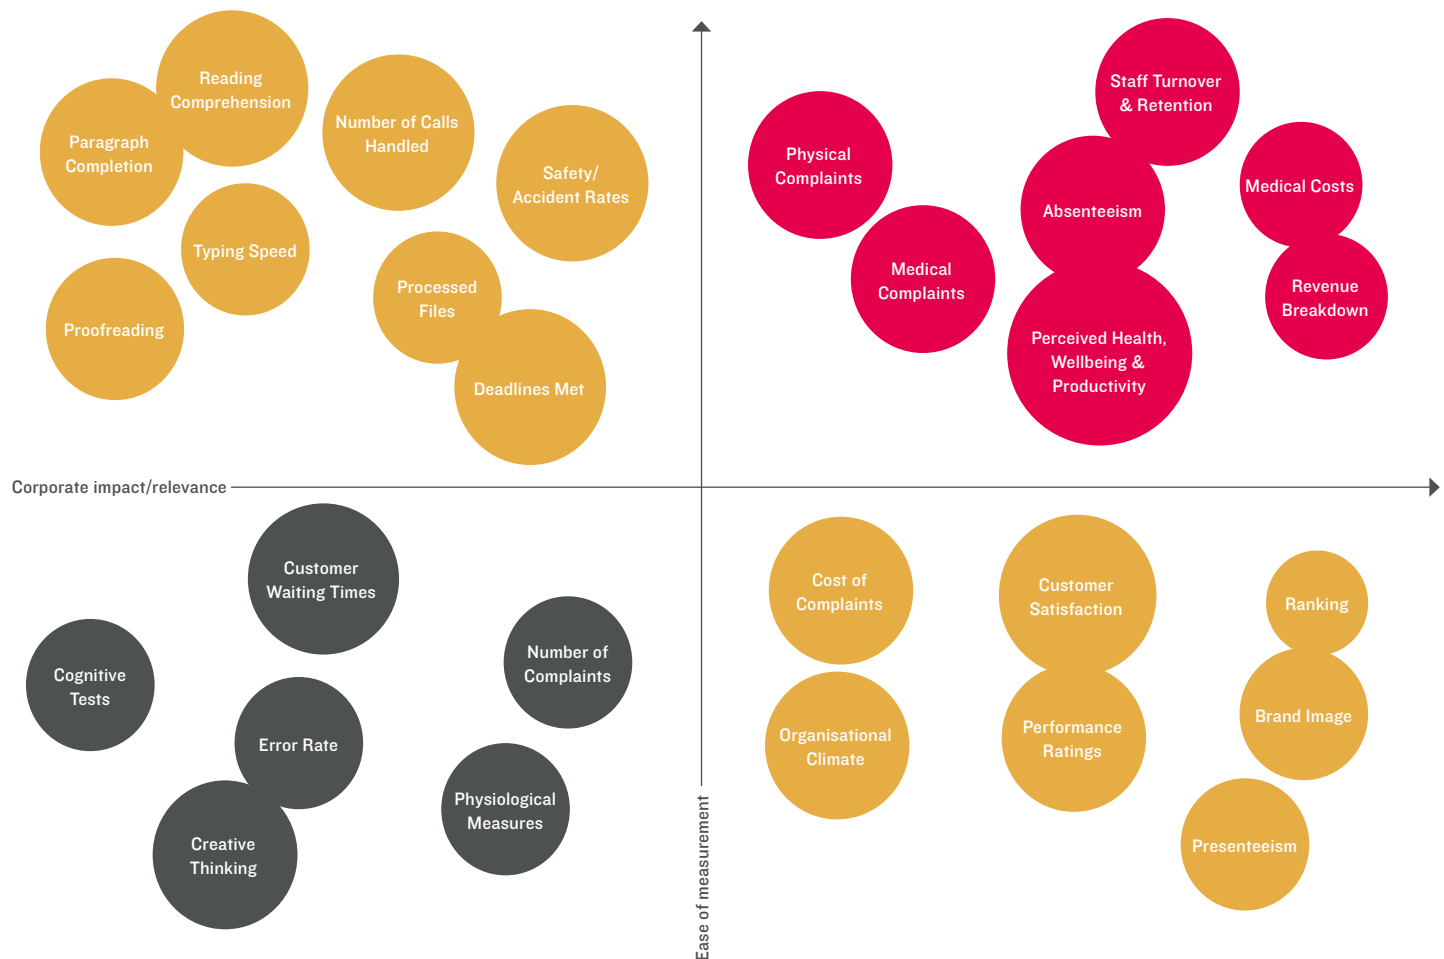 Reading
Comprehension
Paragraph
Completion
Number of Calls
Handled
Safety/
Accident Rates
Typing Speed
Processed
Files
Proofreading
Deadlines Met
Staff Turnover
& Retention
Physical
Complaints
Medical Costs
Absenteeism
Medical
Complaints
Revenue
Breakdown
Perceived Health,
Wellbeing &
Productivity
Corporate impact/relevance
Customer
Waiting Times
Number of
Complaints
Cognitive
Tests
Error Rate
Physiological
Measures
Creative
Thinking
Cost of
Complaints
Customer
Satisfaction
Ranking
Organisational
Climate
Performance
Ratings
Brand Image
Presenteeism
Ease of measurement